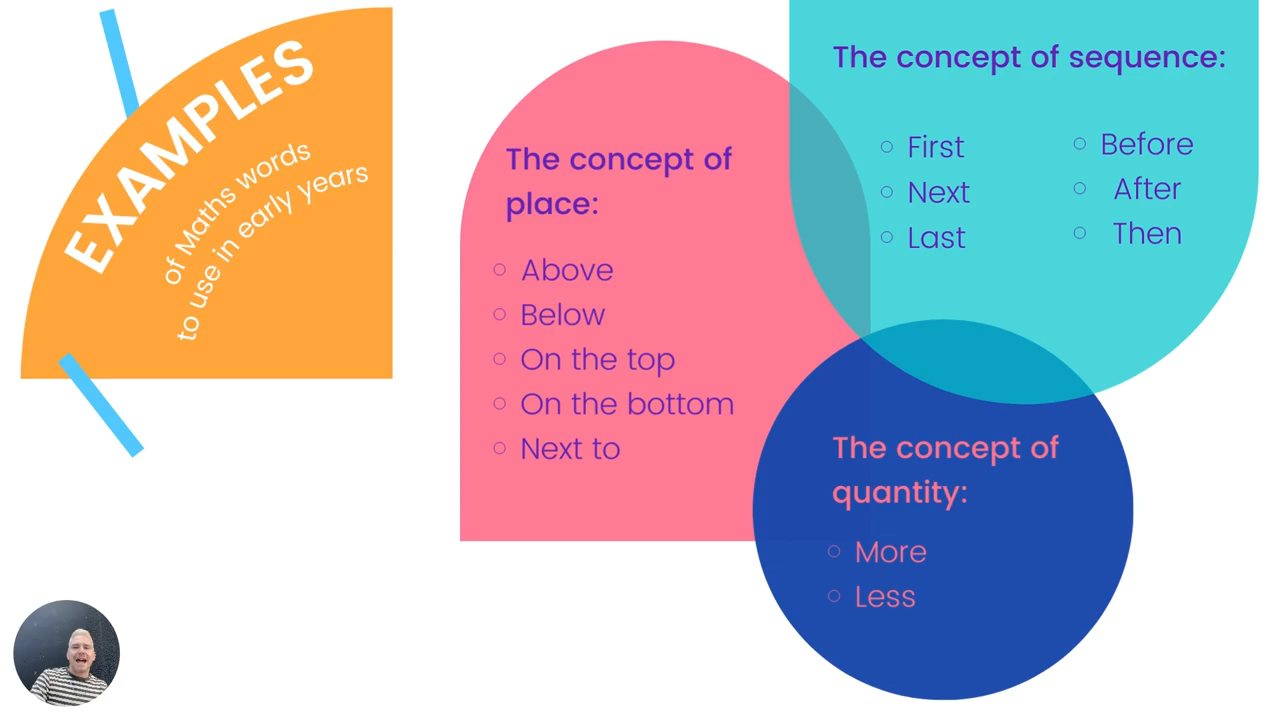 EXAMPLES
of Maths words
to use in early years
The concept of
place:
Above
Below
On the top
On the bottom
Next to
The concept of sequence:
First
Next
Last
Before
After
Then
The concept of
quantity:
More
Less